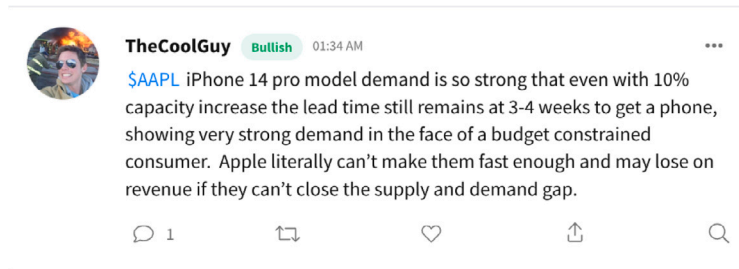 TheCoolGuy Bullish 01:34 AM
$AAPL iPhone 14 pro model demand is so strong that even with 10%
capacity increase the lead time still remains at 3-4 weeks to get a phone,
showing very strong demand in the face of a budget constrained
consumer.  Apple literally can’t make them fast enough and may lose on
revenue if they can’t close the supply and demand gap.
1